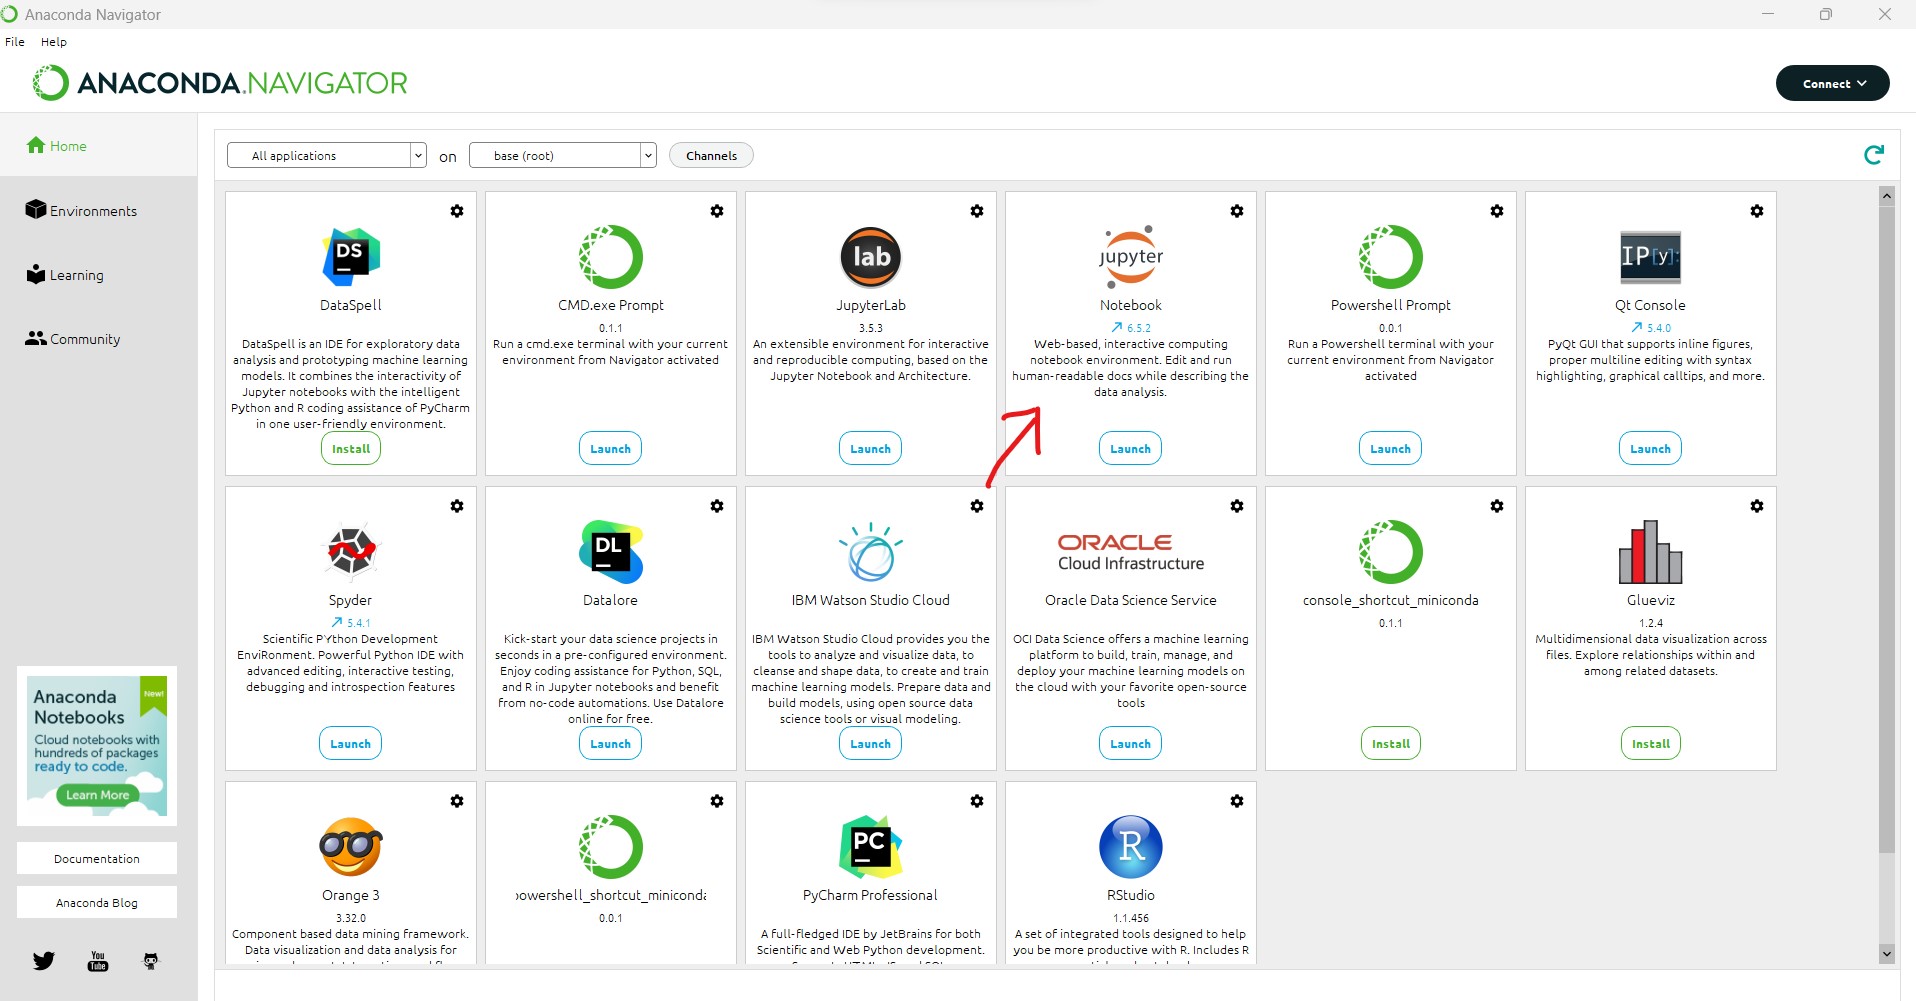 Anaconda Navigator
File Help
ANACONDA.NAVIGATOR
Connect
Home
Environments
Learning
Community
Anaconda
Notebooks
New!
Cloud notebooks with
hundreds of packages
ready to code.
Learn More
Documentation
Anaconda Blog
You
Tube
All applications on base (root) Channels
DS
DataSpell
DataSpell is an IDE for exploratory data
analysis and prototyping machine learning
models. It combines the interactivity of
Jupyter notebooks with the intelligent
Python and R coding assistance of PyCharm
in one user-friendly environment.
Install
CMD.exe Prompt
0.1.1
Run a cmd.exe terminal with your current
environment from Navigator activated
Launch
lab
JupyterLab
3.5.3
An extensible environment for interactive
and reproducible computing, based on the
Jupyter Notebook and Architecture.
Launch
jupyter
Notebook
6.5.2
Web-based, interactive computing
notebook environment. Edit and run
human-readable docs while describing the
data analysis.
Launch
Powershell Prompt
0.0.1
Run a Powershell terminal with your
current environment from Navigator
activated
Launch
IP[y]:
Qt Console
5.4.0
PyQt GUI that supports inline figures,
proper multiline editing with syntax
highlighting, graphical calltips, and more.
Launch
Spyder
5.4.1
Scientific PYthon Development
EnviRonment. Powerful Python IDE with
advanced editing, interactive testing,
debugging and introspection features
Launch
DL
Datalore
Kick-start your data science projects in
seconds in a pre-configured environment.
Enjoy coding assistance for Python, SQL,
and R in Jupyter notebooks and benefit
from no-code automations. Use Datalore
online for free.
Launch
IBM Watson Studio Cloud
IBM Watson Studio Cloud provides you the
tools to analyze and visualize data, to
cleanse and shape data, to create and train
machine learning models. Prepare data and
build models, using open source data
science tools or visual modeling.
Launch
ORACLE
Cloud Infrastructure
Oracle Data Science Service
OCI Data Science offers a machine learning
platform to build, train, manage, and
deploy your machine learning models on
the cloud with your favorite open-source
tools
Launch
console_shortcut_miniconda
0.1.1
Install
Glueviz
1.2.4
Multidimensional data visualization across
files. Explore relationships within and
among related datasets.
Install
Orange 3
3.32.0
Component based data mining framework.
Data visualization and data analysis for
owershell_shortcut_miniconda
0.0.1
PC
PyCharm Professional
A full-fledged IDE by JetBrains for both
Scientific and Web Python development.
R
RStudio
1.1.456
A set of integrated tools designed to help
you be more productive with R. Includes R